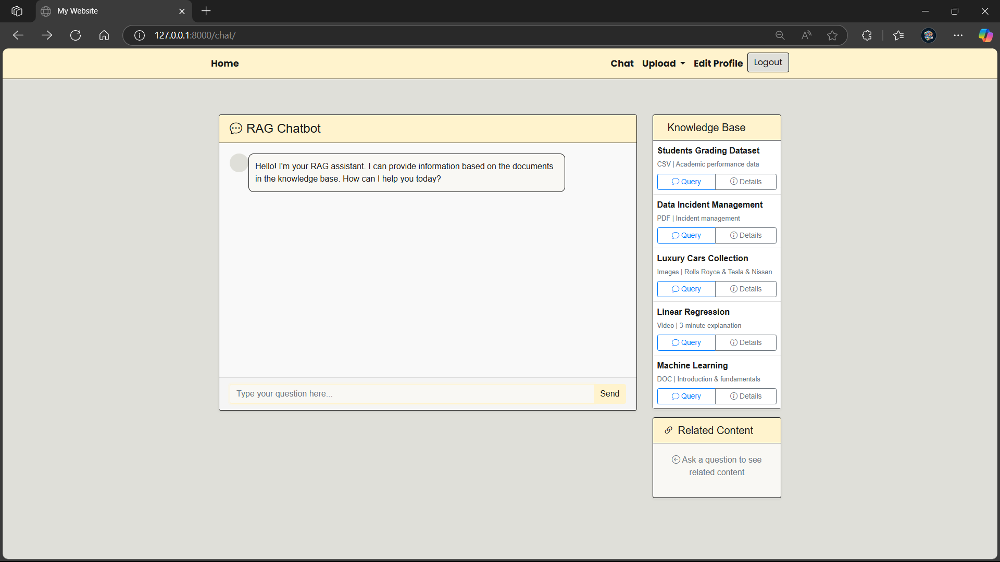 My Website
127.0.0.1:8000/chat/
Home
Chat Upload Edit Profile Logout
RAG Chatbot
Hello! I'm your RAG assistant. I can provide information based on the documents
in the knowledge base. How can I help you today?
Type your question here...
Send
Knowledge Base
Students Grading Dataset
CSV | Academic performance data
Query Details
Data Incident Management
PDF | Incident management
Query Details
Luxury Cars Collection
Images | Rolls Royce & Tesla & Nissan
Query Details
Linear Regression
Video | 3-minute explanation
Query Details
Machine Learning
DOC | Introduction & fundamentals
Query Details
Related Content
Ask a question to see
related content